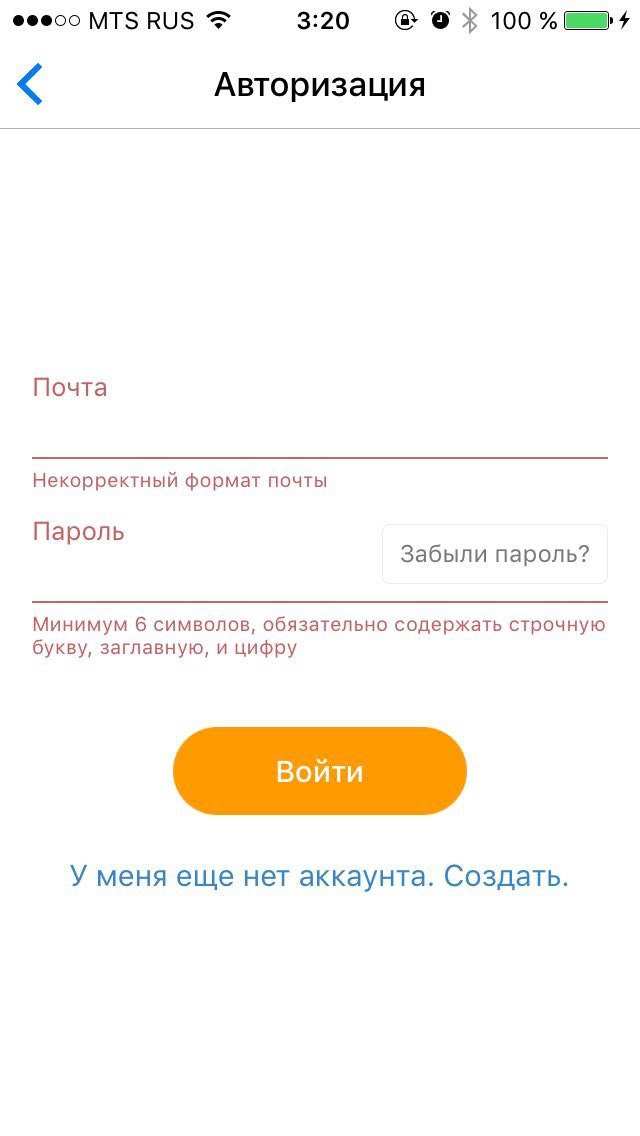 MTS RUS 3:20 100 %
Авторизация
Почта
Некорректный формат почты
Пароль
Забыли пароль?
Минимум 6 символов, обязательно содержать строчную
букву, заглавную, и цифру
Войти
У меня еще нет аккаунта. Создать.